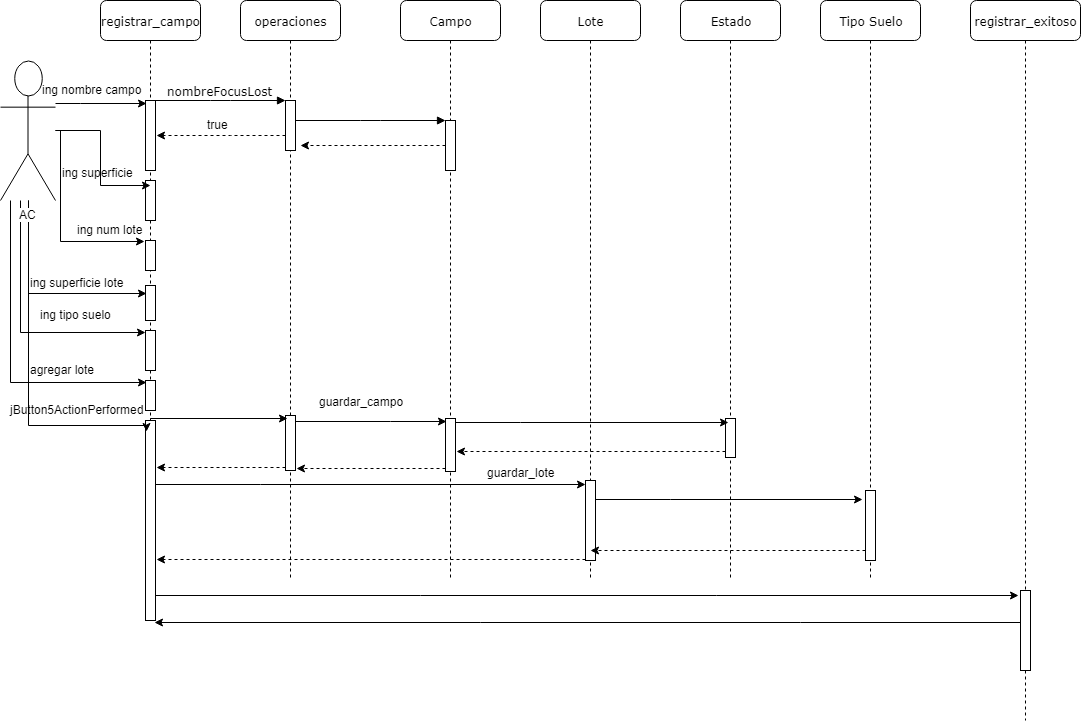 registrar_campo
operaciones
Campo
Lote
Estado
Tipo Suelo
registrar_exitoso
ing nombre campo
nombreFocusLost
true
ing superficie
AC
ing num lote
ing superficie lote
ing tipo suelo
agregar lote
jButton5ActionPerformed
guardar_campo
guardar_lote